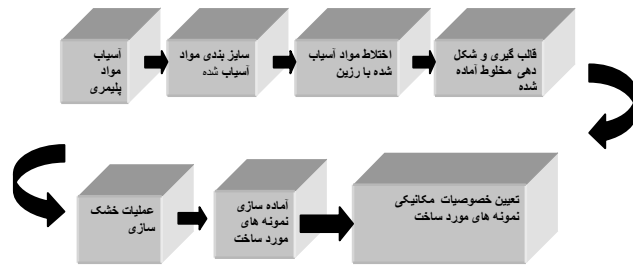 آسیاب
مواد
پلیمری
سایز بندی مواد
آسیاب شده
اختلاط مواد آسیاب
شده با رزین
قالب گیری و شکل
دهی مخلوط آماده
شده
عملیات خشک
سازی
آماده سازی
نمونه های
مورد ساخت
تعیین خصوصیات مکانیکی
نمونه های مورد ساخت